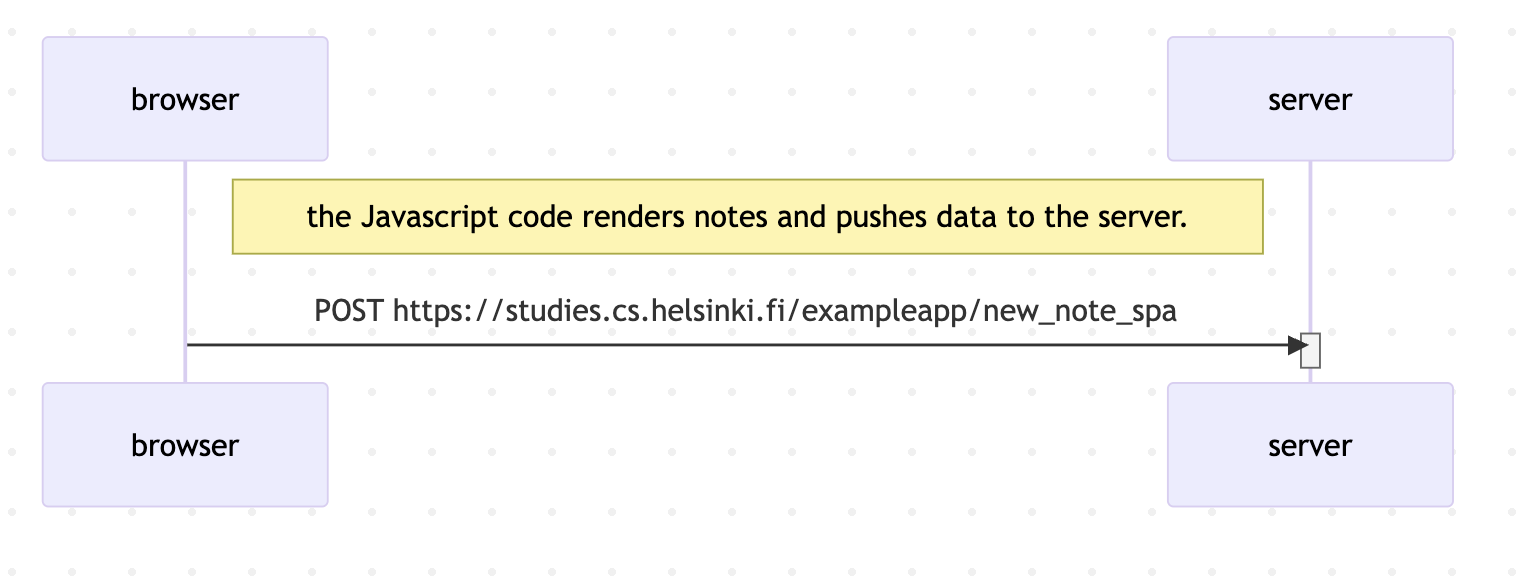 browser
server
the Javascript code renders notes and pushes data to the server.
POST https://studies.cs.helsinki.fi/exampleapp/new_note_spa
browser
server